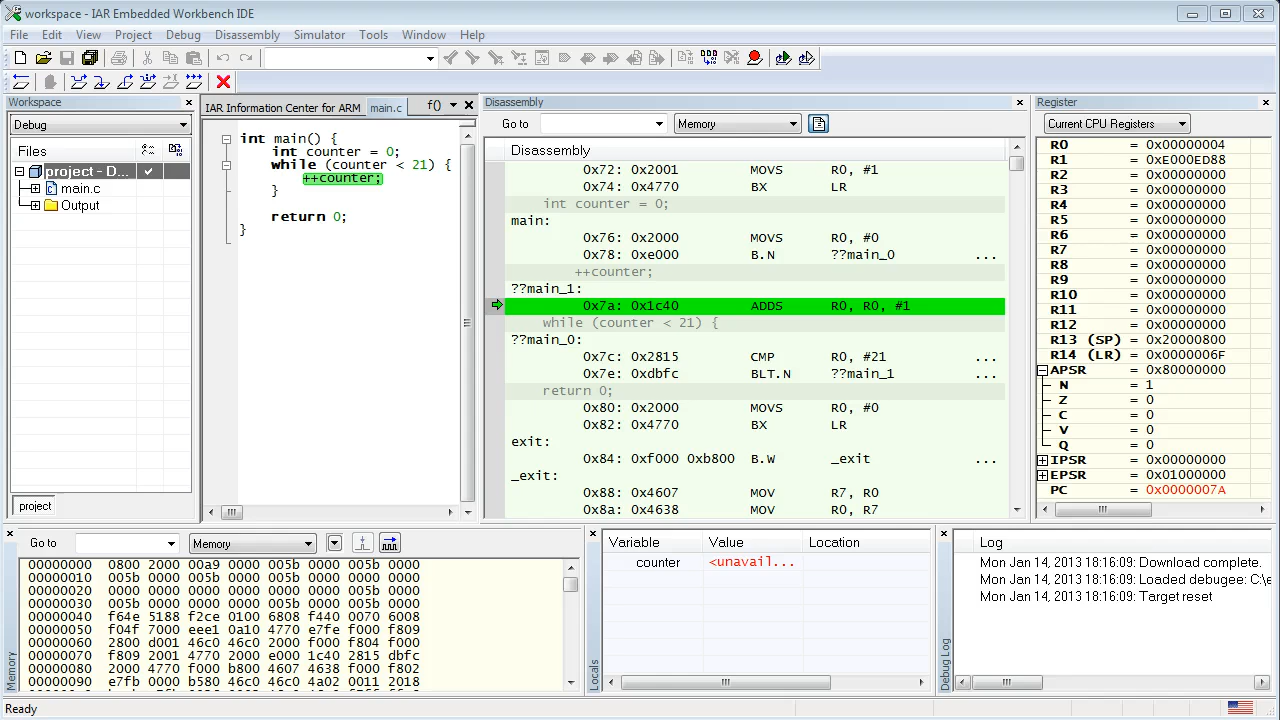 workspace - IAR Embedded Workbench IDE
File Edit View Project Debug Disassembly Simulator Tools Window Help
Workspace
Debug
Files
project - D...
main.c
Output
project
IAR Information Center for ARM main.c f()
int main() {
int counter = 0;
while (counter < 21) {
++counter;
}
return 0;
}
Disassembly
Go to Memory
Disassembly
0x72: 0x2001 MOVS R0, #1
0x74: 0x4770 BX LR
int counter = 0;
main:
0x76: 0x2000 MOVS R0, #0
0x78: 0xe000 B.N ??main_0 ...
++counter;
??main_1:
0x7a: 0x1c40 ADDS R0, R0, #1
while (counter < 21) {
??main_0:
0x7c: 0x2815 CMP R0, #21 ...
0x7e: 0xdbfc BLT.N ??main_1 ...
return 0;
0x80: 0x2000 MOVS R0, #0
0x82: 0x4770 BX LR
exit:
0x84: 0xf000 0xb800 B.W _exit ...
_exit:
0x88: 0x4607 MOV R7, R0
0x8a: 0x4638 MOV R0, R7
Register
Current CPU Registers
R0 = 0x00000004
R1 = 0xE000ED88
R2 = 0x00000000
R3 = 0x00000000
R4 = 0x00000000
R5 = 0x00000000
R6 = 0x00000000
R7 = 0x00000000
R8 = 0x00000000
R9 = 0x00000000
R10 = 0x00000000
R11 = 0x00000000
R12 = 0x00000000
R13 (SP) = 0x20000800
R14 (LR) = 0x0000006F
APSR = 0x80000000
N = 1
Z = 0
C = 0
V = 0
Q = 0
IPSR = 0x00000000
EPSR = 0x01000000
PC = 0x0000007A
Memory
Go to Memory
00000000 0800 2000 00a9 0000 005b 0000 005b 0000
00000010 005b 0000 005b 0000 005b 0000 0000 0000
00000020 0000 0000 0000 0000 0000 0000 005b 0000
00000030 005b 0000 0000 0000 005b 0000 005b 0000
00000040 f64e 5188 f2ce 0100 6808 f440 0070 6008
00000050 f04f 7000 eee1 0a10 4770 e7fe f000 f809
00000060 2800 d001 46c0 46c0 2000 f000 f804 f000
00000070 f809 2001 4770 2000 e000 1c40 2815 dbfc
00000080 2000 4770 f000 b800 4607 4638 f000 f802
00000090 e7fb 0000 b580 46c0 46c0 4a02 0011 2018
Locals
Variable Value Location
counter <unavail...
Debug Log
Log
Mon Jan 14, 2013 18:16:09: Download complete.
Mon Jan 14, 2013 18:16:09: Loaded debugee: C:\e
Mon Jan 14, 2013 18:16:09: Target reset
Ready